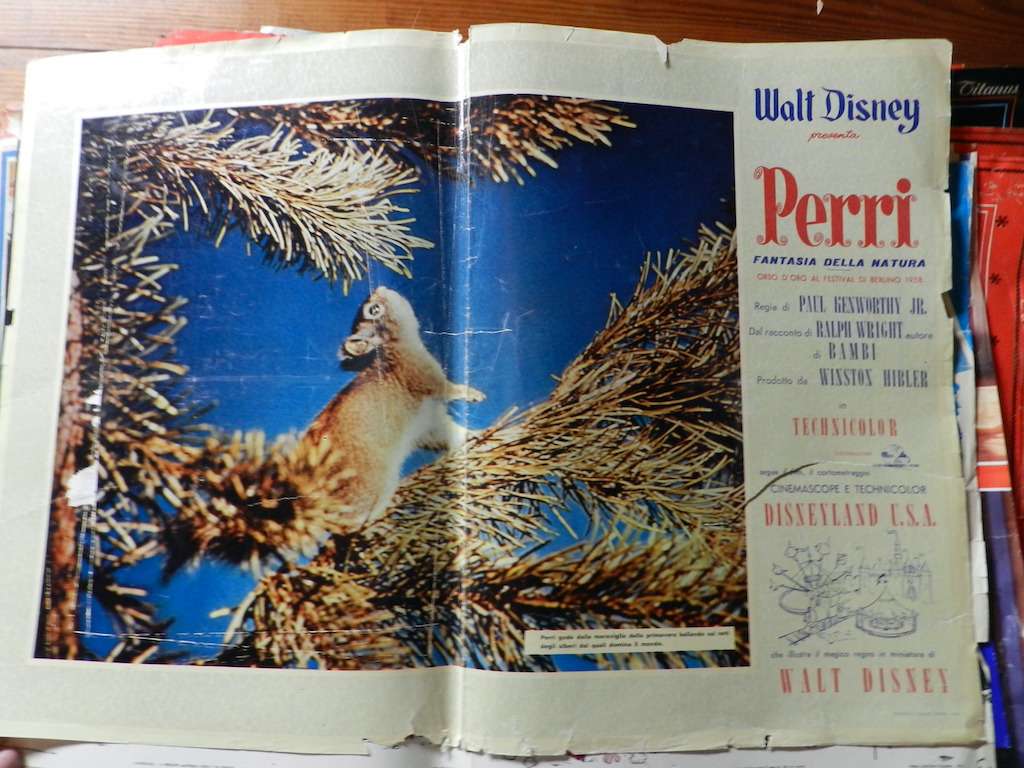 Titanus
Walt Disney
presenta
Perri
FANTASIA DELLA NATURA
ORSO D'ORO AL FESTIVAL DI BERLINO 1958
Regia di PAUL KENWORTHY JR.
Dal racconto di RALPH WRIGHT autore
di BAMBI
Prodotto da WINSTON HIBLER
in
TECHNICOLOR
segue il film, il cortometraggio
CINEMASCOPE E TECHNICOLOR
DISNEYLAND U.S.A.
che illustra il magico regno in miniatura di
WALT DISNEY
Perri gode delle meraviglie della primavera ballando sui rami
degli alberi dai quali domina il mondo.